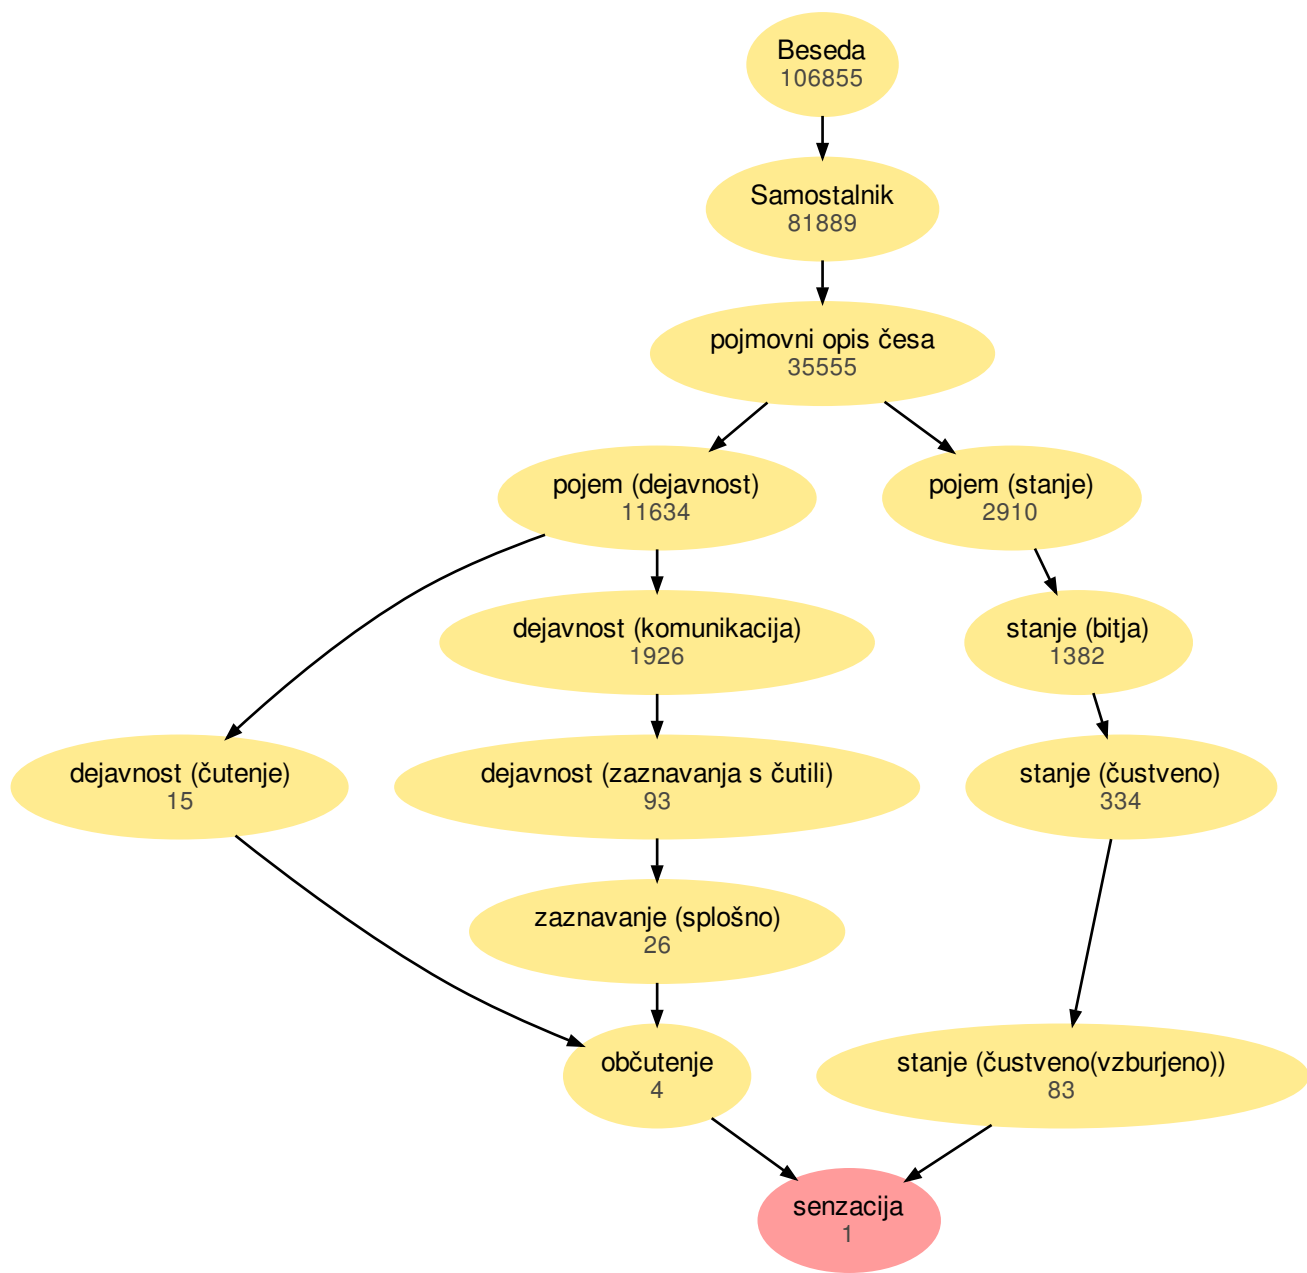 Beseda
106855
Samostalnik
81889
pojmovni opis česa
35555
pojem (dejavnost)
11634
pojem (stanje)
2910
dejavnost (komunikacija)
1926
stanje (bitja)
1382
dejavnost (čutenje)
15
dejavnost (zaznavanja s čutili)
93
stanje (čustveno)
334
zaznavanje (splošno)
26
občutenje
4
stanje (čustveno(vzburjeno))
83
senzacija
1